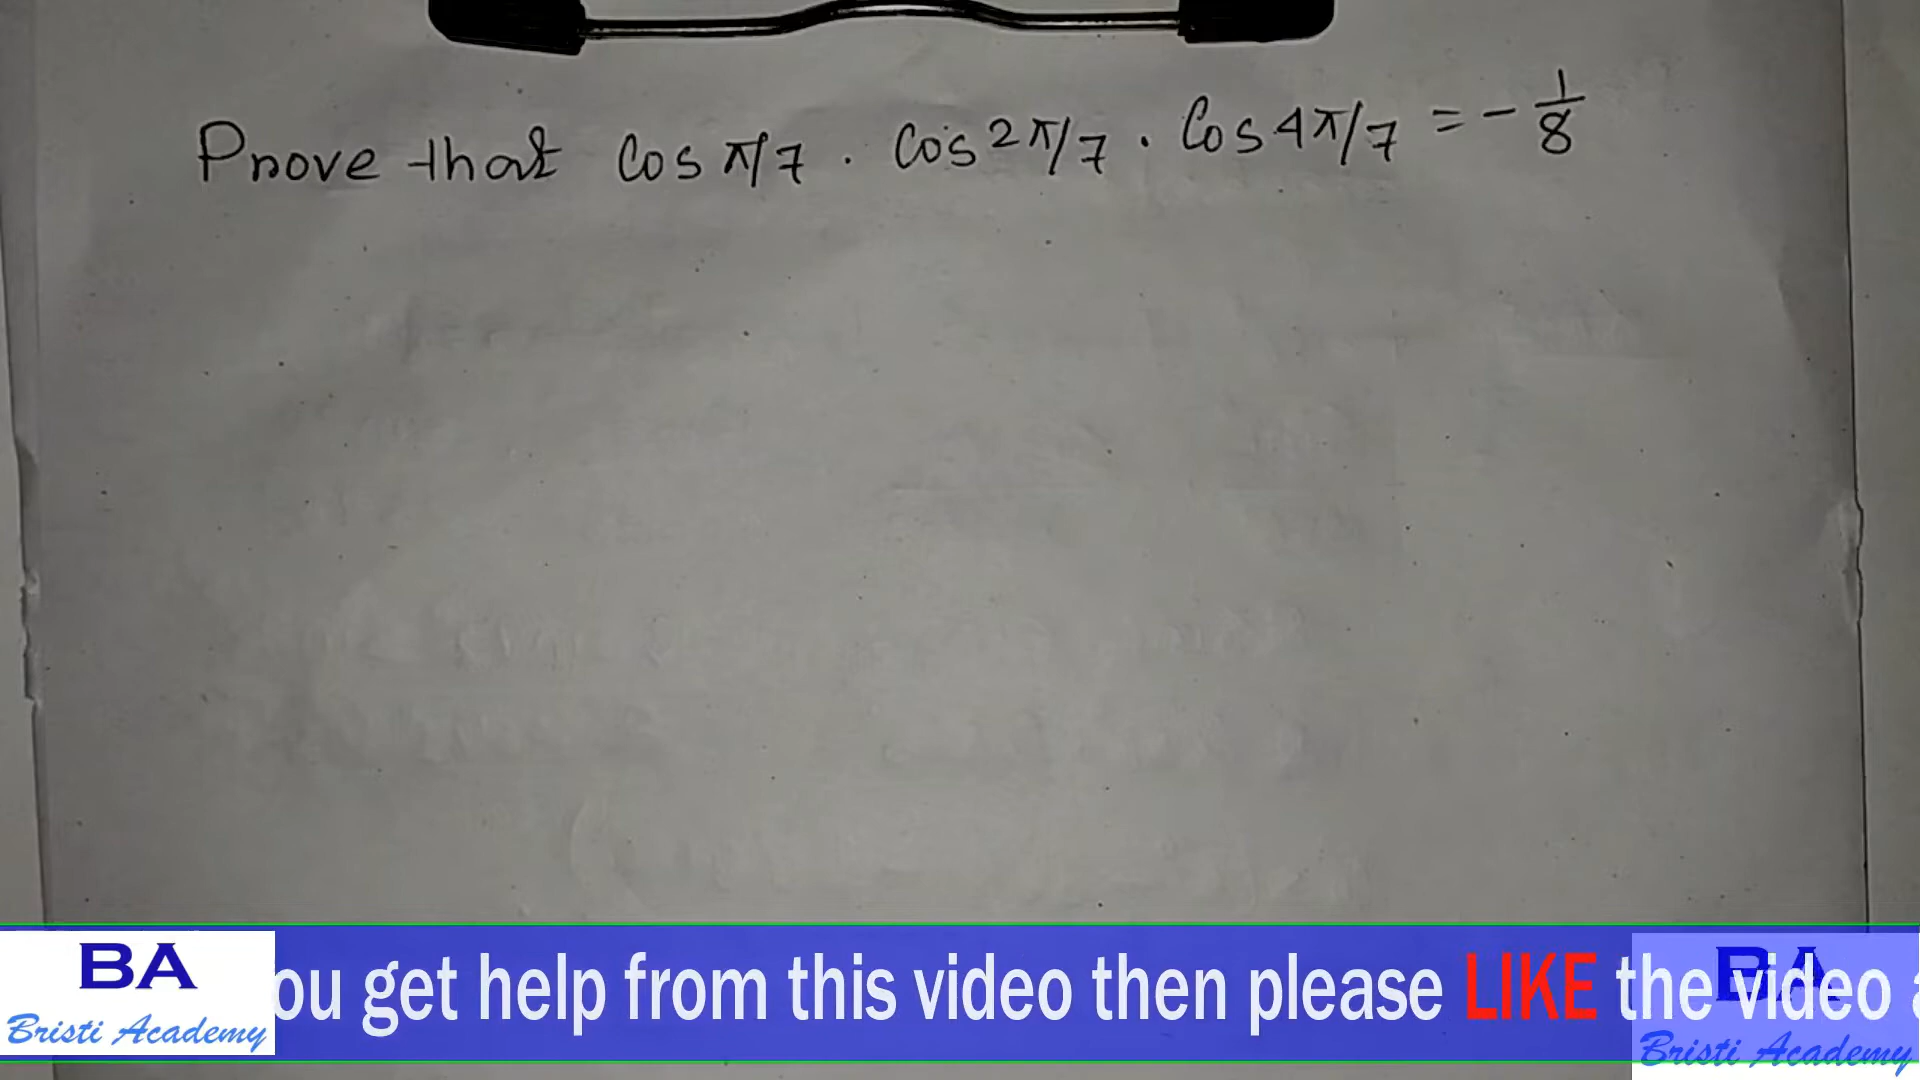 Prove that Cos π/7 . Cos 2π/7 . Cos 4π/7 = - 1/8
BA
Bristi Academy
ou get help from this video then please LIKE the video a
BA
Bristi Academy